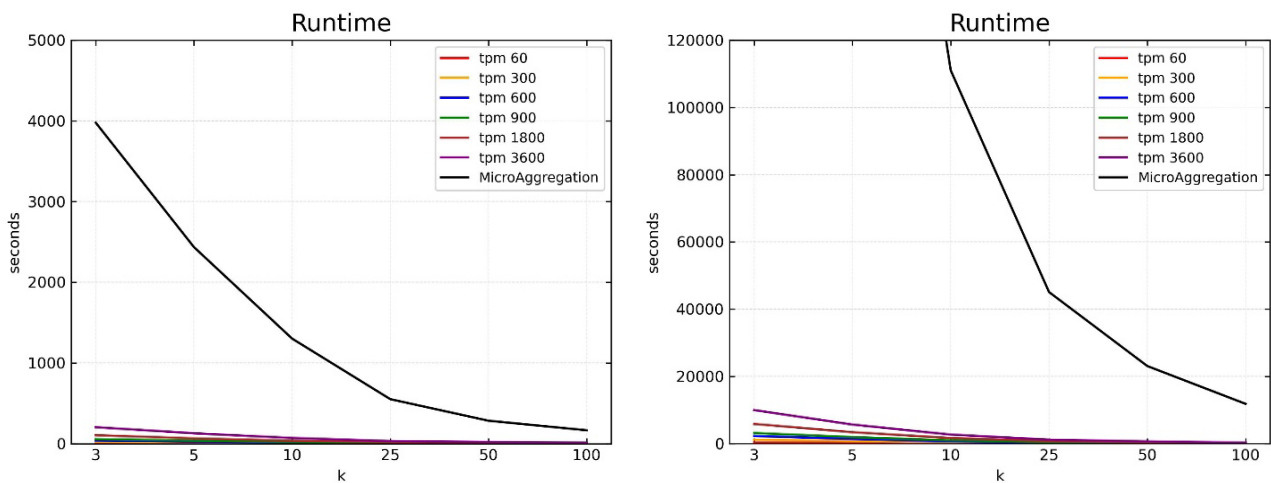 Runtime
5000
4000
3000
2000
1000
0
seconds
3 5 10 25 50 100
k
tpm 60
tpm 300
tpm 600
tpm 900
tpm 1800
tpm 3600
MicroAggregation
Runtime
120000
100000
80000
60000
40000
20000
0
seconds
3 5 10 25 50 100
k
tpm 60
tpm 300
tpm 600
tpm 900
tpm 1800
tpm 3600
MicroAggregation